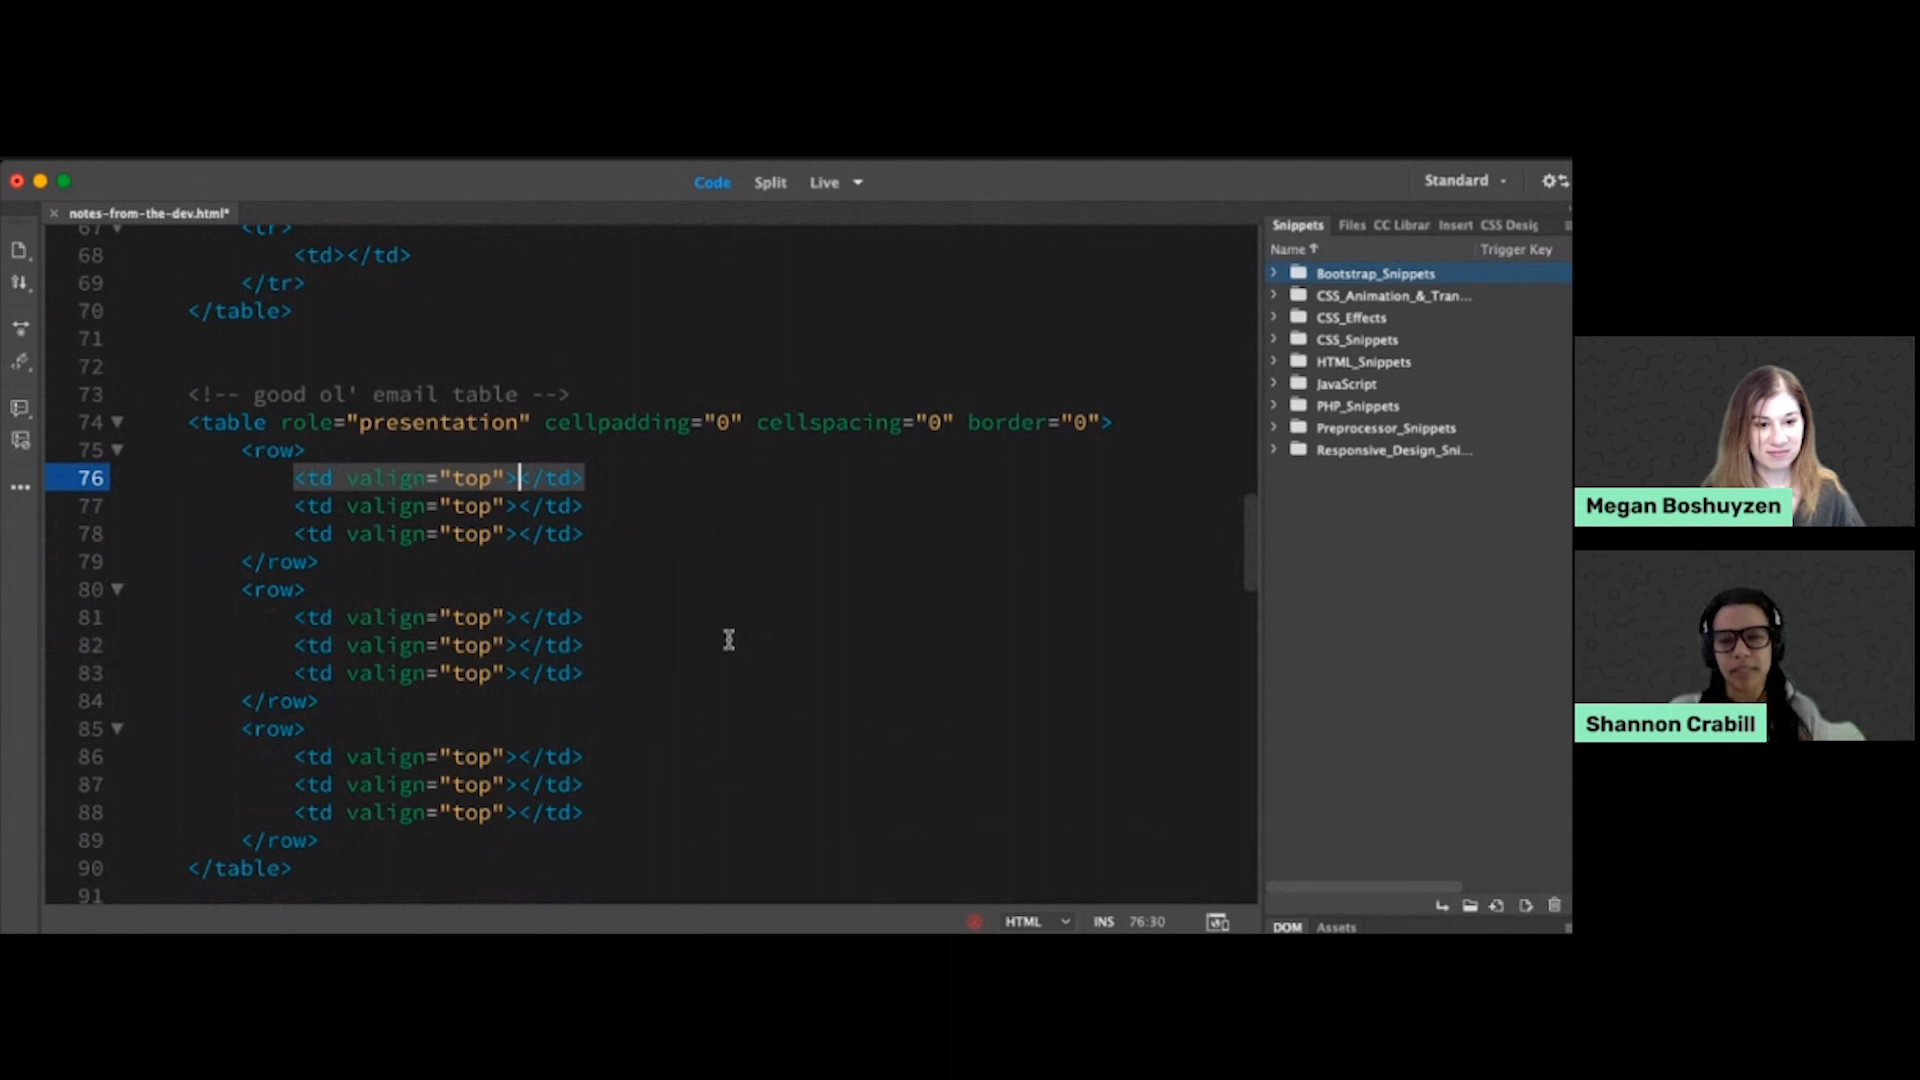 Code Split Live
Standard
notes-from-the-dev.html*
67 <tr>
68 <td></td>
69 </tr>
70 </table>
71
72
73 <!-- good ol' email table -->
74 <table role="presentation" cellpadding="0" cellspacing="0" border="0">
75 <row>
76 <td valign="top"></td>
77 <td valign="top"></td>
78 <td valign="top"></td>
79 </row>
80 <row>
81 <td valign="top"></td>
82 <td valign="top"></td>
83 <td valign="top"></td>
84 </row>
85 <row>
86 <td valign="top"></td>
87 <td valign="top"></td>
88 <td valign="top"></td>
89 </row>
90 </table>
91
HTML INS 76:30
Snippets Files CC Librar Insert CSS Desig
Name Trigger Key
Bootstrap_Snippets
CSS_Animation_&_Tran...
CSS_Effects
CSS_Snippets
HTML_Snippets
JavaScript
PHP_Snippets
Preprocessor_Snippets
Responsive_Design_Sni...
DOM Assets
Megan Boshuyzen
Shannon Crabill